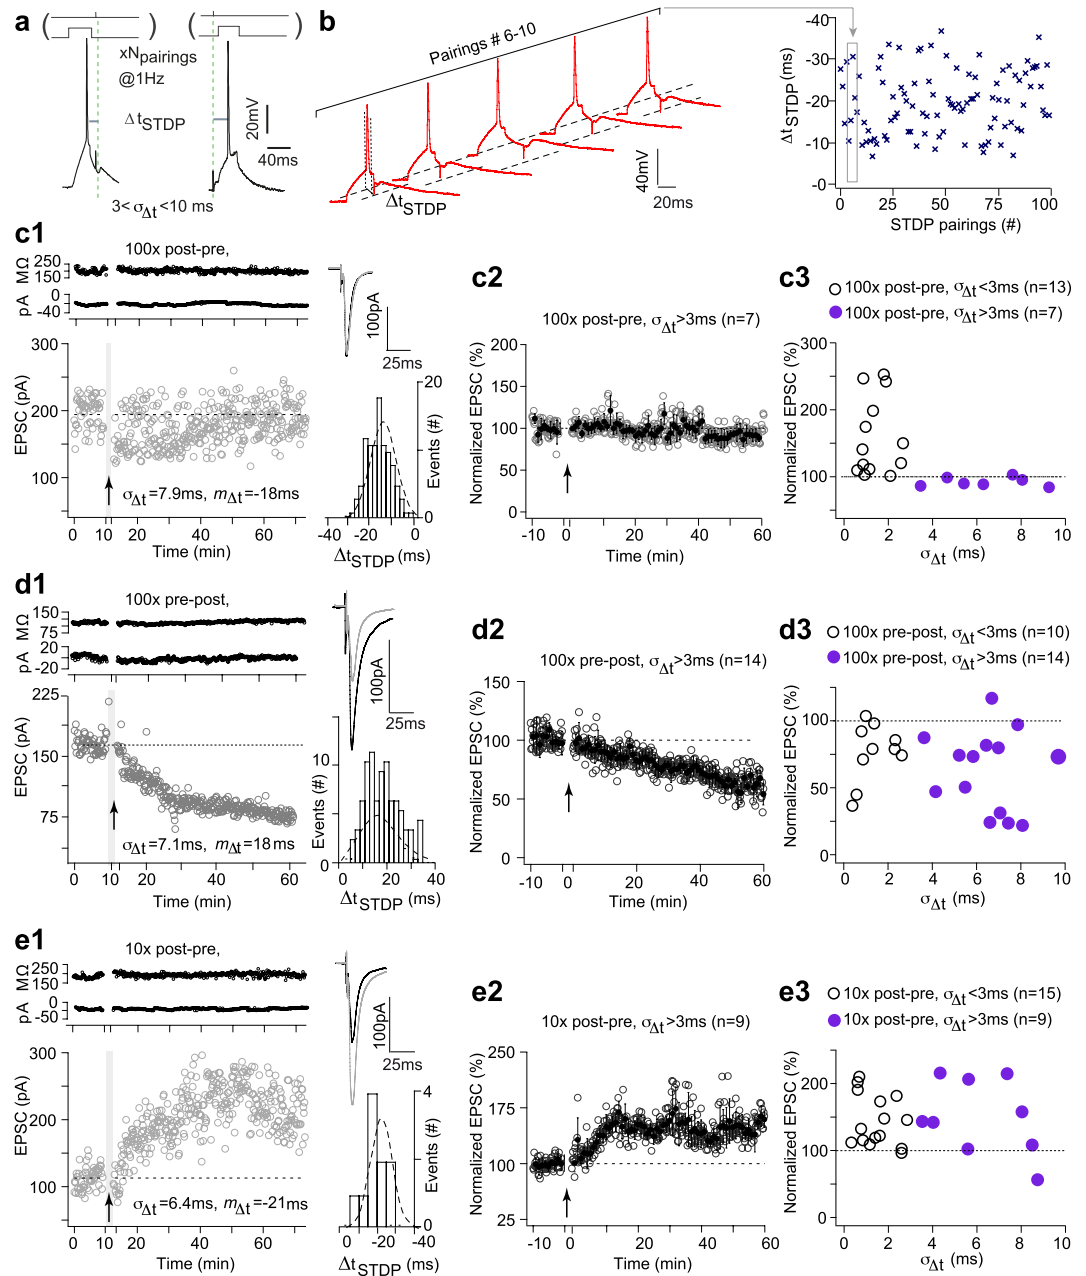 a
( ) ( )
xNpairings
@1Hz
ΔtSTDP
20mV
40ms
3< σΔt <10 ms
b
Pairings # 6-10
ΔtSTDP
40mV
20ms
ΔtSTDP (ms)
-40
-30
-20
-10
-0
0 25 50 75 100
STDP pairings (#)
c1
100x post-pre,
MΩ
250
150
pA
0
-40
EPSC (pA)
300
200
100
σΔt=7.9ms, mΔt=-18ms
0 20 40 60
Time (min)
100pA
25ms
20
10
0
Events (#)
-40 -20 0
ΔtSTDP (ms)
c2
100x post-pre, σΔt>3ms (n=7)
Normalized EPSC (%)
200
150
100
50
0
-10 0 10 20 30 40 50 60
Time (min)
c3
100x post-pre, σΔt<3ms (n=13)
100x post-pre, σΔt>3ms (n=7)
Normalized EPSC (%)
300
200
100
0
0 2 4 6 8 10
σΔt (ms)
d1
100x pre-post,
MΩ
150
75
pA
20
-20
EPSC (pA)
225
150
75
σΔt=7.1ms, mΔt=18ms
0 10 20 40 60
Time (min)
100pA
25ms
Events (#)
10
0
0 20 40
ΔtSTDP (ms)
d2
100x pre-post, σΔt>3ms (n=14)
Normalized EPSC (%)
150
100
50
0
-10 0 10 20 30 40 50 60
Time (min)
d3
100x pre-post, σΔt<3ms (n=10)
100x pre-post, σΔt>3ms (n=14)
Normalized EPSC (%)
100
50
0
0 2 4 6 8 10
σΔt (ms)
e1
10x post-pre,
MΩ
250
150
pA
0
-50
EPSC (pA)
300
200
100
σΔt=6.4ms, mΔt=-21ms
0 10 20 40 60
Time (min)
100pA
25ms
4
2
0
Events (#)
0 -20 -40
ΔtSTDP (ms)
e2
10x post-pre, σΔt>3ms (n=9)
Normalized EPSC (%)
250
175
100
25
-10 0 10 20 30 40 50 60
Time (min)
e3
10x post-pre, σΔt<3ms (n=15)
10x post-pre, σΔt>3ms (n=9)
Normalized EPSC (%)
200
100
0
0 2 4 6 8 10
σΔt (ms)